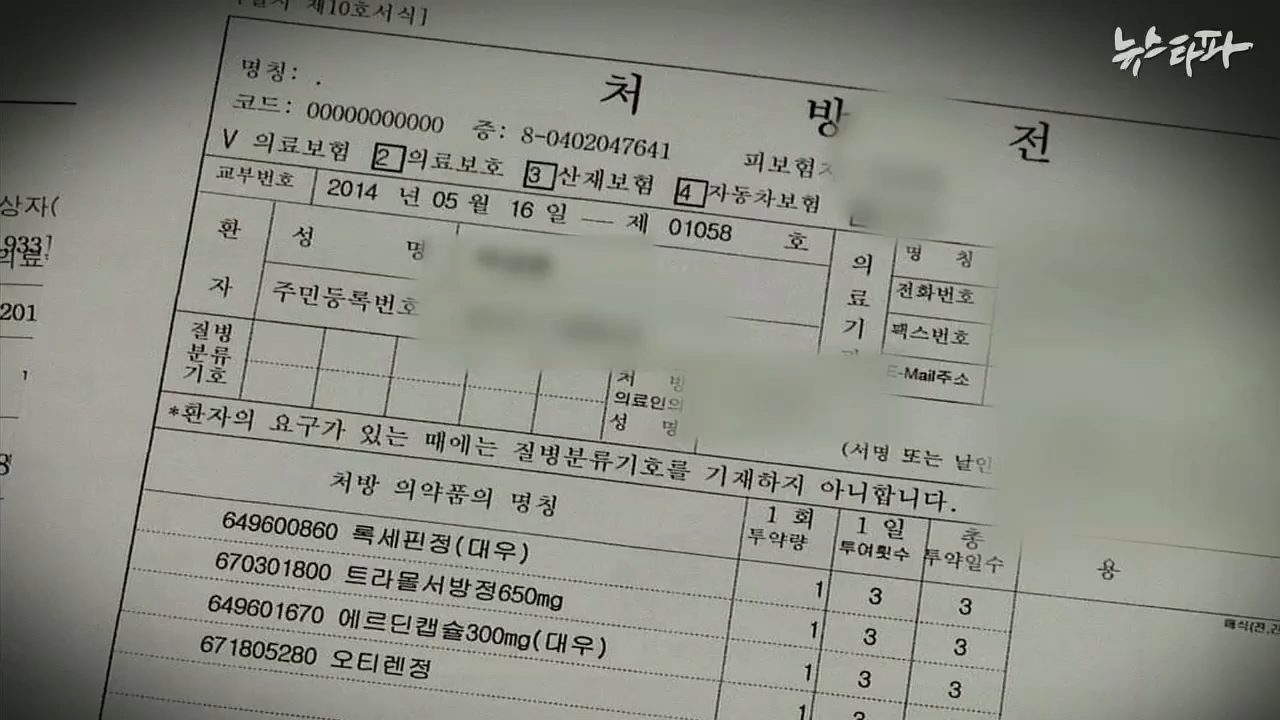 제10호서식]
뉴스타파
명칭: .
처 방 전
코드: 00000000000 증: 8-0402047641 피보험자
V 의료보험 2 의료보호 3 산재보험 4 자동차보험
교부번호 2014 년 05 월 16 일 — 제 01058 호
환자
성 명
주민등록번호
의료기
명 칭
전화번호
팩스번호
E-Mail주소
질병
분류
기호
처 방
의료인의
성 명
(서명 또는 날인
*환자의 요구가 있는 때에는 질병분류기호를 기재하지 아니합니다.
처방 의약품의 명칭
1 회
투약량
1 일
투여횟수
총
투약일수
용
649600860 록세핀정(대우) 1 3 3
670301800 트라몰서방정650mg 1 3 3
649601670 에르딘캡슐300mg(대우) 1 3 3
671805280 오티렌정 1 3
상자(
933]
의료
201
1